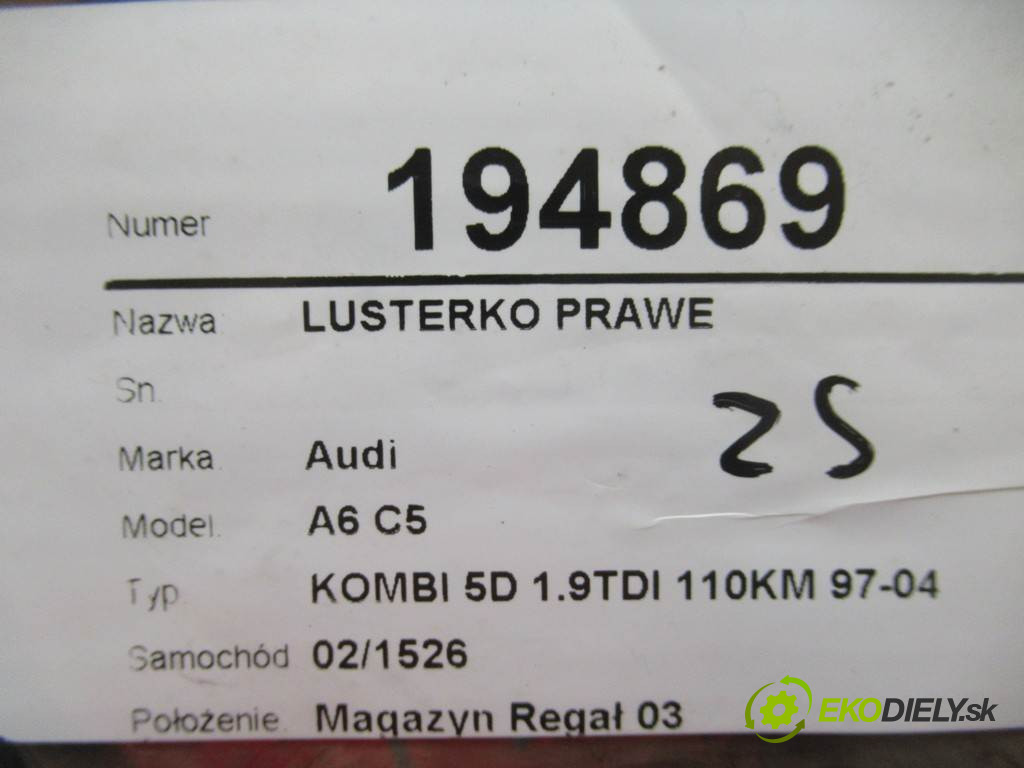 Numer 194869
Nazwa LUSTERKO PRAWE
Sn.
25
Marka Audi
Model. A6 C5
Typ KOMBI 5D 1.9TDI 110KM 97-04
Samochód 02/1526
Położenie. Magazyn Regał 03
EKODIELY.sk